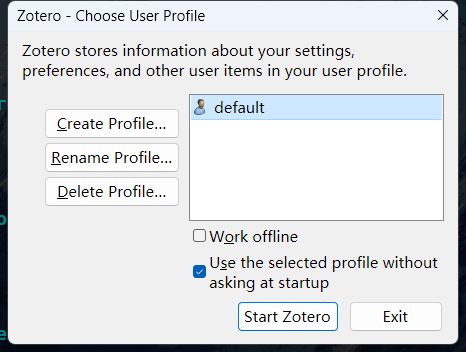 Zotero - Choose User Profile
Zotero stores information about your settings,
preferences, and other user items in your user profile.
default
Create Profile...
Rename Profile...
Delete Profile...
Work offline
Use the selected profile without
asking at startup
Start Zotero
Exit